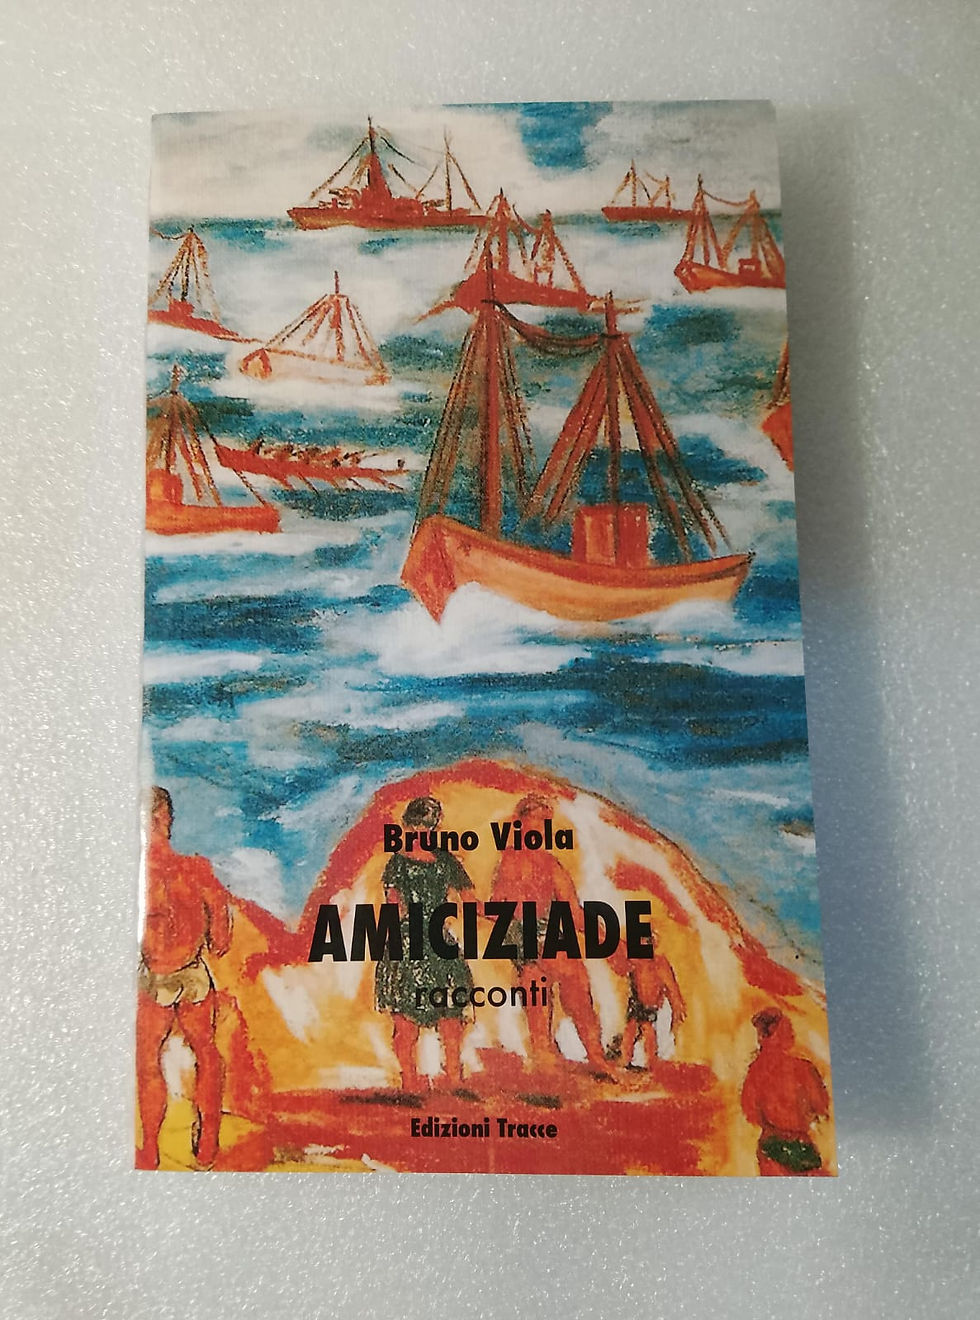 Bruno Viola
AMICIZIADE
racconti
Edizioni Tracce